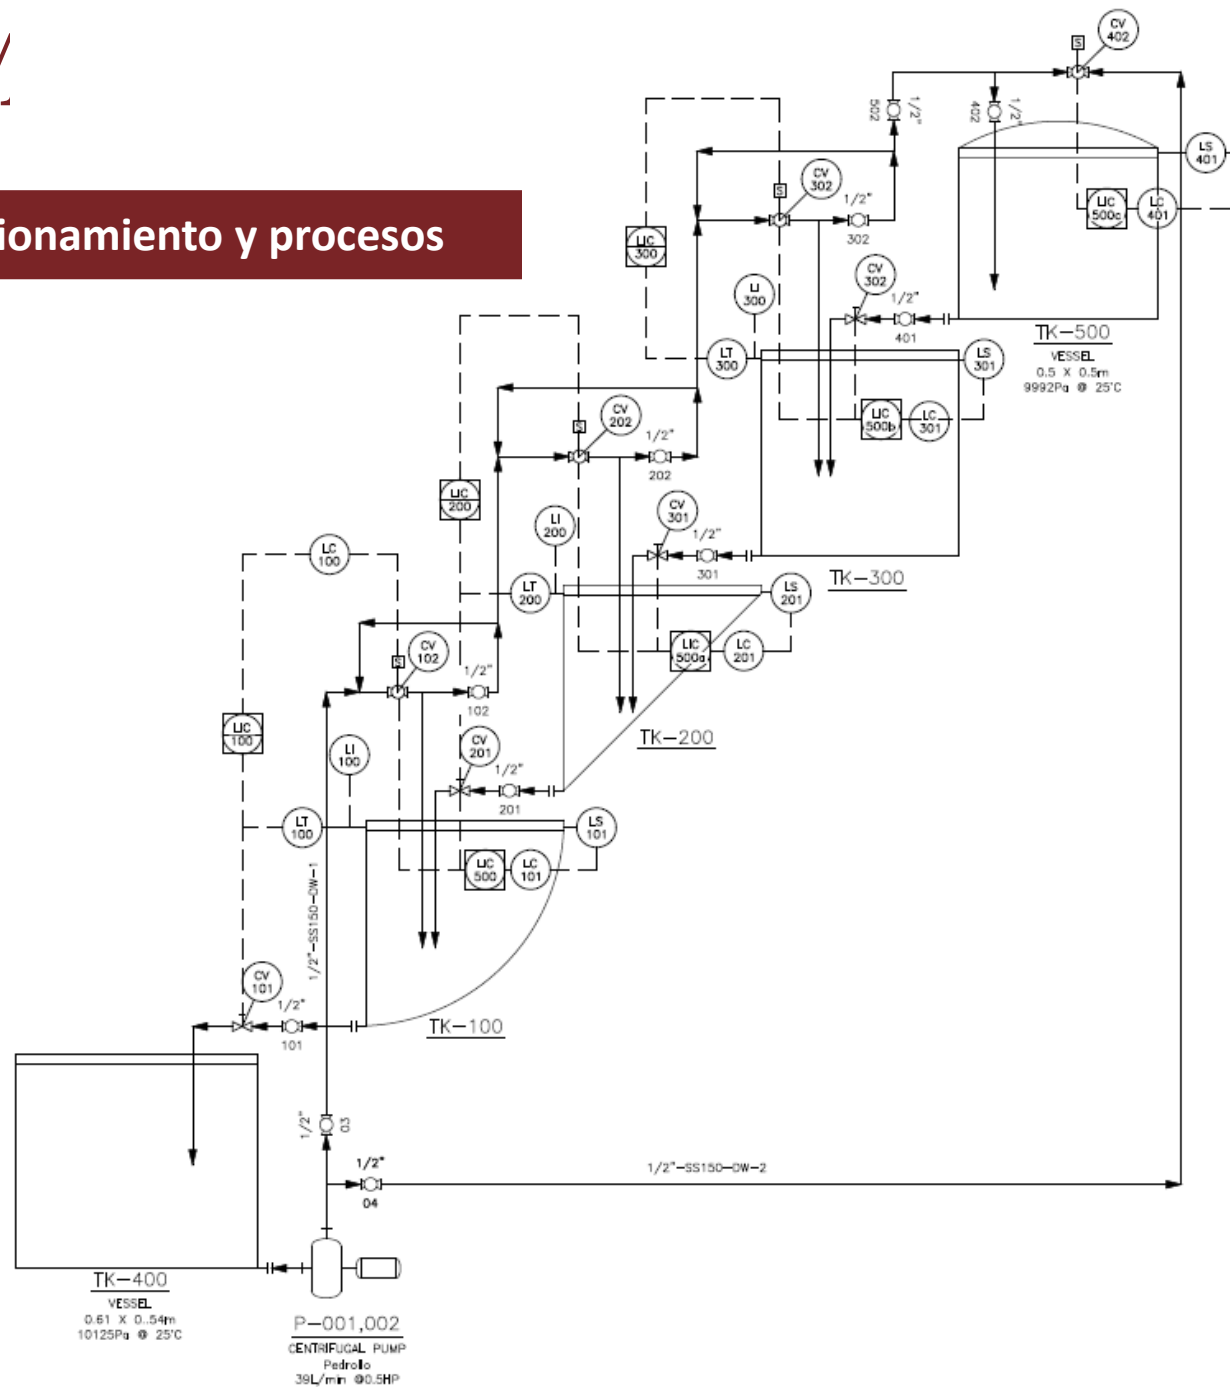 ionamiento y procesos
CV
402
502
1/2"
402
1/2"
LS
401
LIC
500c
LC
401
CV
302
1/2"
302
LIC
300
CV
302
1/2"
401
LI
300
LT
300
LS
301
TK-500
VESSEL
0.5 X 0.5m
9992Pa @ 25°C
LIC
500b
LC
301
CV
202
1/2"
202
LIC
200
CV
301
1/2"
301
LI
200
TK-300
LT
200
LS
201
LC
100
LIC
500a
LC
201
CV
102
1/2"
102
TK-200
LIC
100
LI
100
CV
201
1/2"
201
LT
100
LS
101
LIC
500
LC
101
1/2"-SS150-DW-1
CV
101
1/2"
101
TK-100
1/2"
03
1/2"
04
1/2"-SS150-DW-2
TK-400
VESSEL
0.61 X 0..54m
10125Pa @ 25°C
P-001,002
CENTRIFUGAL PUMP
Pedrollo
39L/min @0.5HP
S
S
S
S